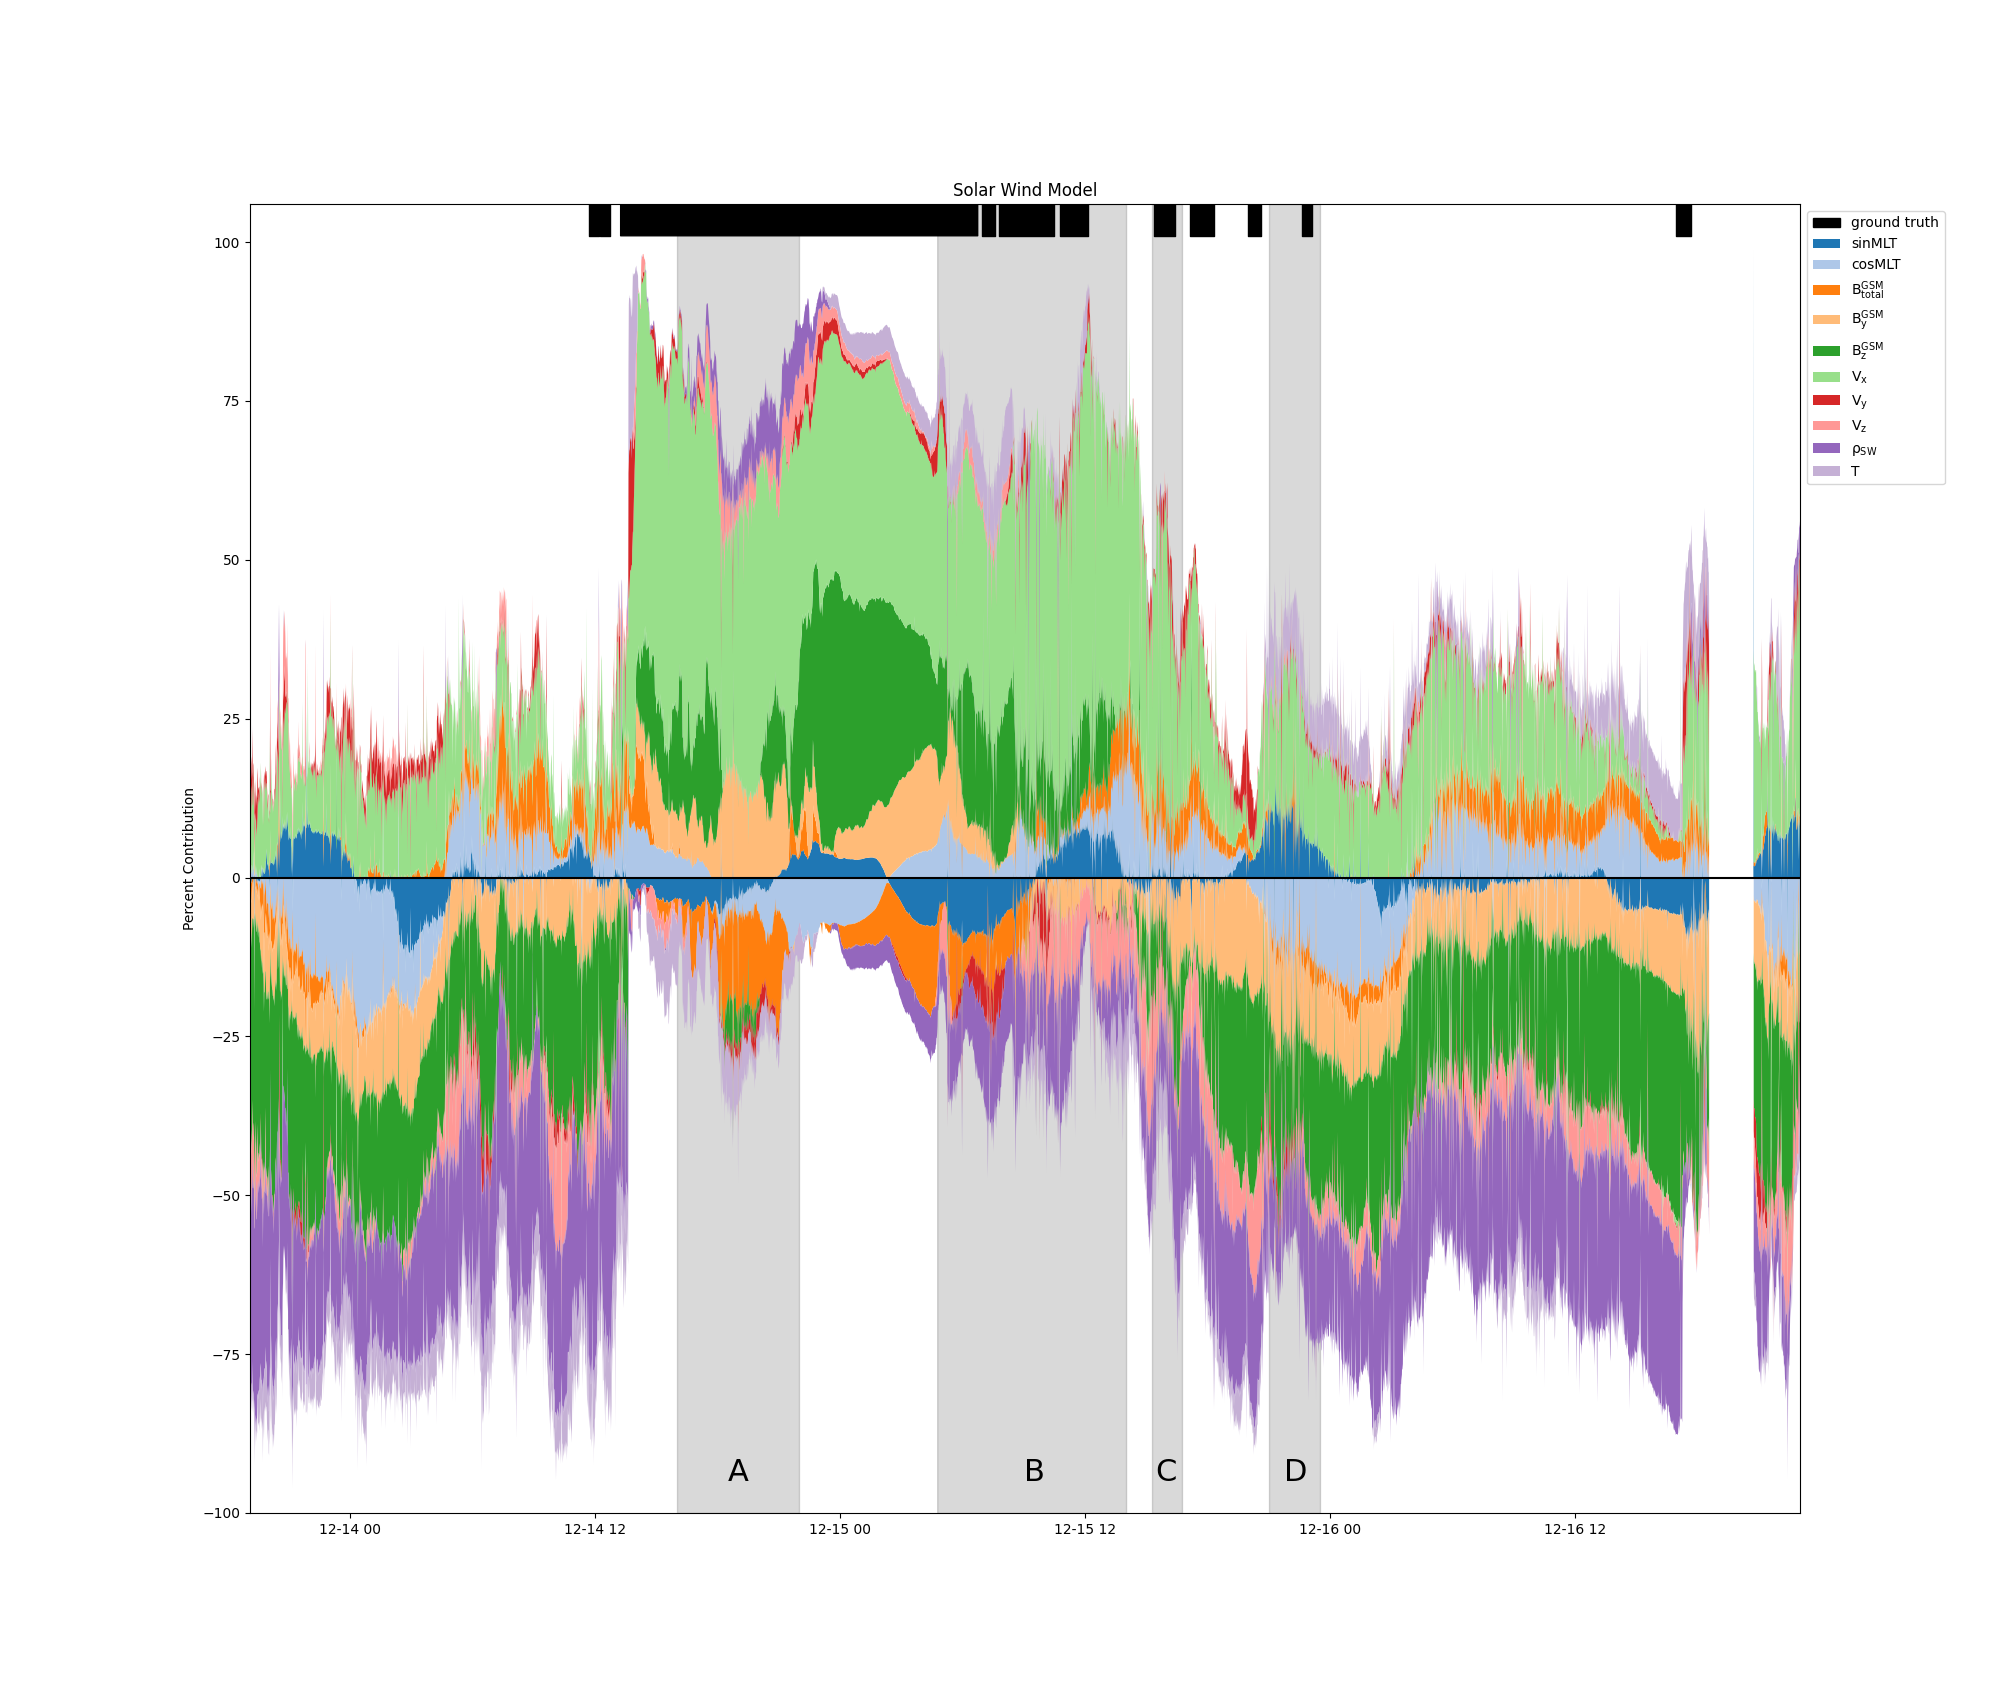 Solar Wind Model
100
75
50
25
0
−25
−50
−75
−100
Percent Contribution
A
B
C
D
12-14 00
12-14 12
12-15 00
12-15 12
12-16 00
12-16 12
ground truth
sinMLT
cosMLT
B_total^GSM
B_y^GSM
B_z^GSM
V_x
V_y
V_z
ρ_SW
T